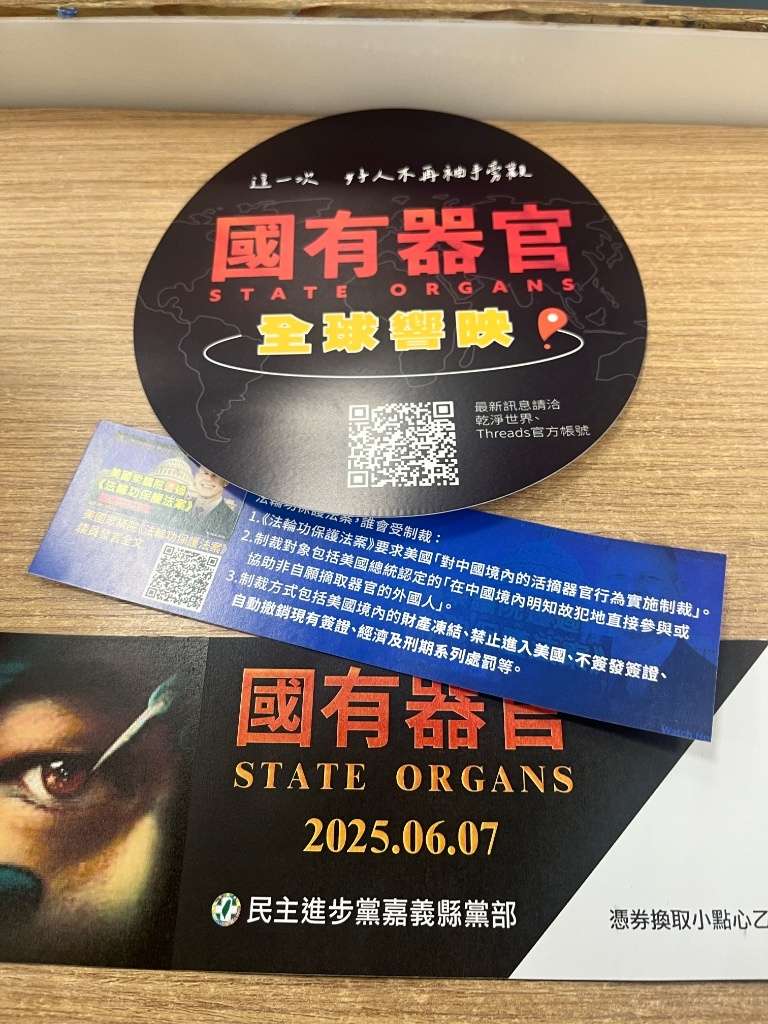 這一次 好人不再袖手旁觀
國有器官
STATE ORGANS
全球響映
最新訊息請洽
乾淨世界、
Threads官方帳號
美國眾議院通過
《法輪功保護法案》
美國眾議院《法輪功保護法案》
議員發言全文
法輪功保護法案，誰會受制裁：
1.《法輪功保護法案》要求美國「對中國境內的活摘器官行為實施制裁」。
2.制裁對象包括美國總統認定的「在中國境內明知故犯地直接參與或
協助非自願摘取器官的外國人」。
3.制裁方式包括美國境內的財產凍結、禁止進入美國、不簽發簽證、
自動撤銷現有簽證、經濟及刑期系列處罰等。
國有器官
STATE ORGANS
2025.06.07
民主進步黨嘉義縣黨部
憑券換取小點心乙